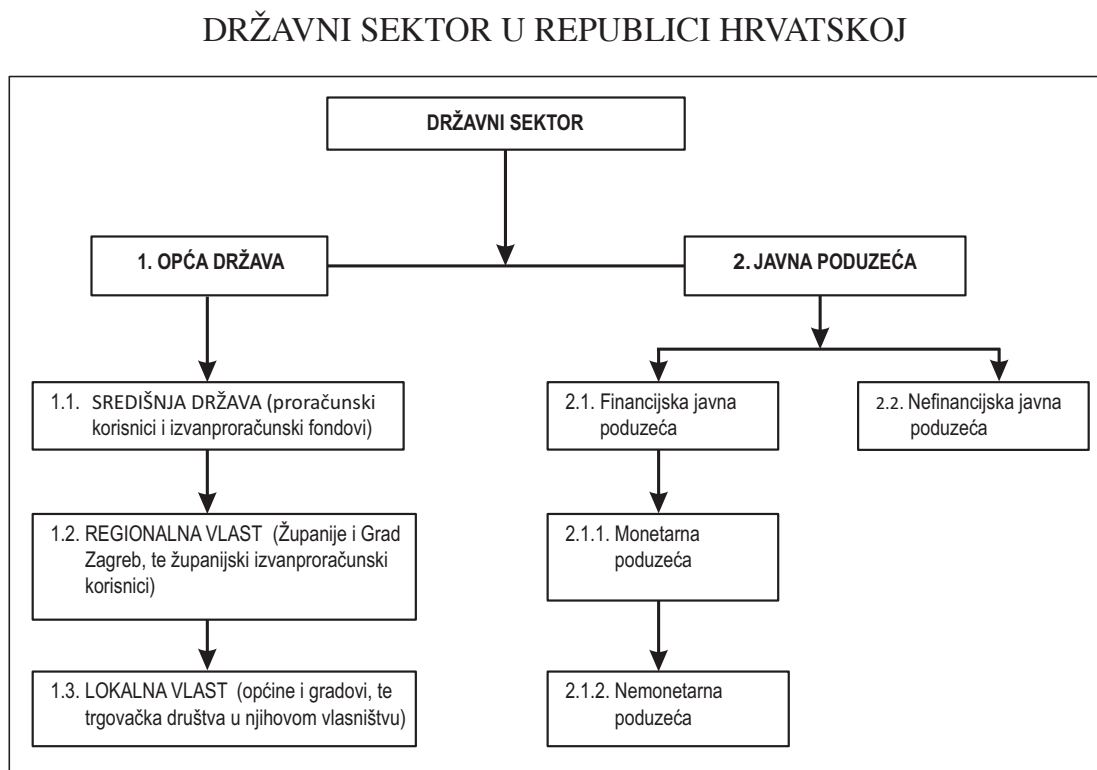 DRŽAVNI SEKTOR U REPUBLICI HRVATSKOJ
DRŽAVNI SEKTOR
1. OPĆA DRŽAVA
2. JAVNA PODUZEĆA
1.1. SREDIŠNJA DRŽAVA (proračunski
korisnici i izvanproračunski fondovi)
2.1. Financijska javna
poduzeća
2.2. Nefinancijska javna
poduzeća
1.2. REGIONALNA VLAST (Županije i Grad
Zagreb, te županijski izvanproračunski
korisnici)
2.1.1. Monetarna
poduzeća
1.3. LOKALNA VLAST (općine i gradovi, te
trgovačka društva u njihovom vlasništvu)
2.1.2. Nemonetarna
poduzeća